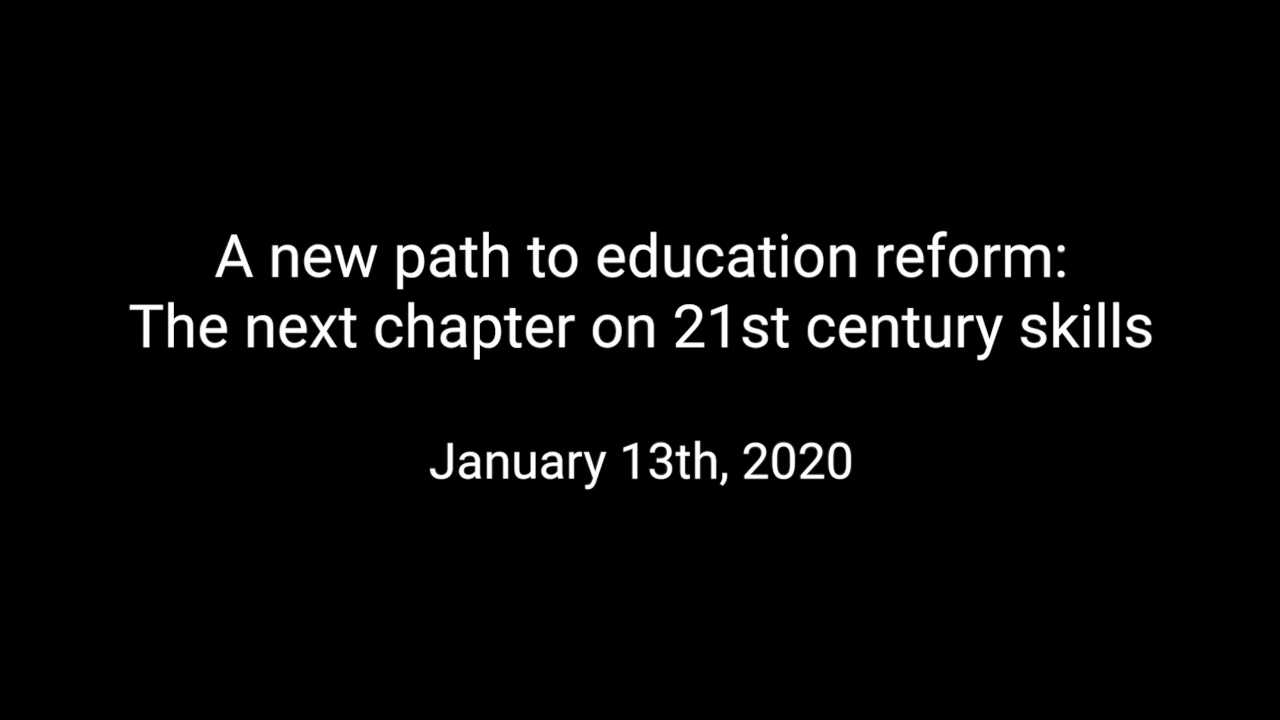 A new path to education reform:
The next chapter on 21st century skills
January 13th, 2020